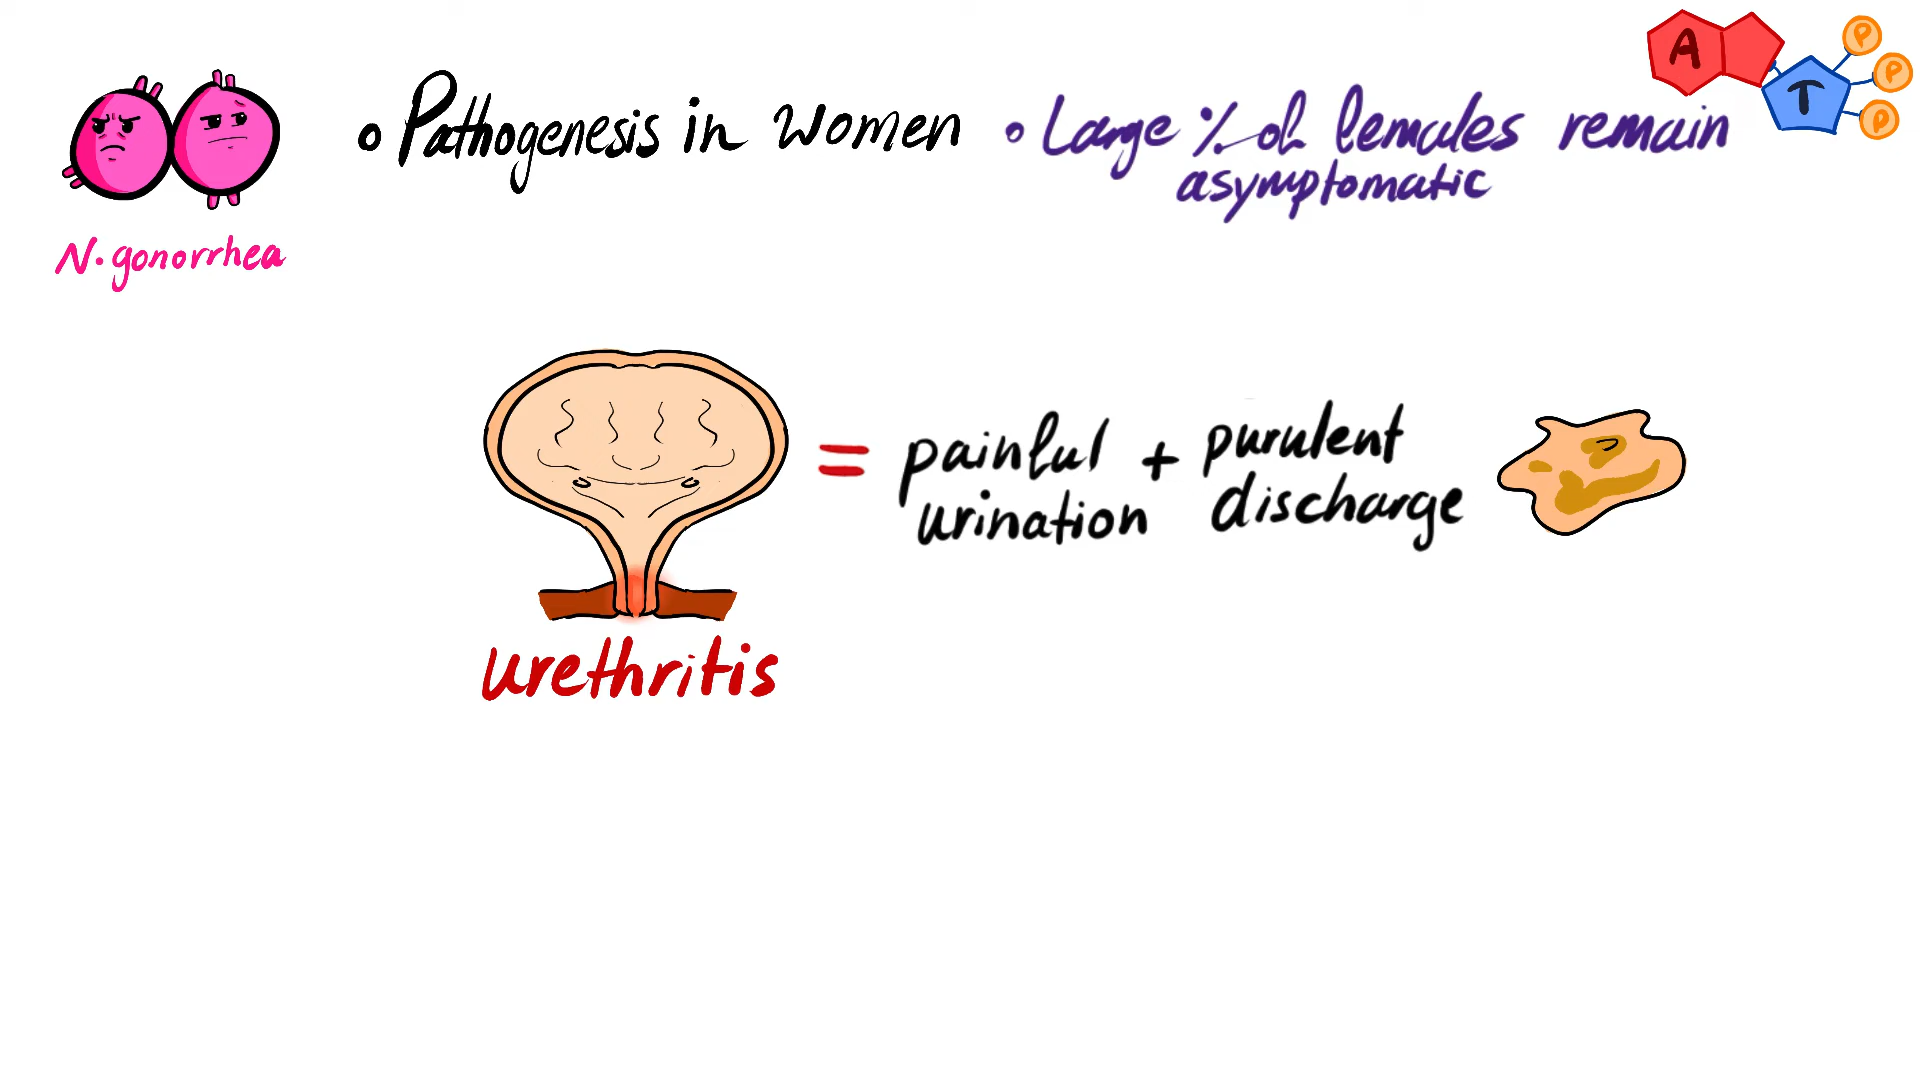 A T P P P
N. gonorrhea
• Pathogenesis in women
• Large % of females remain
asymptomatic
= painful + purulent
urination discharge
urethritis